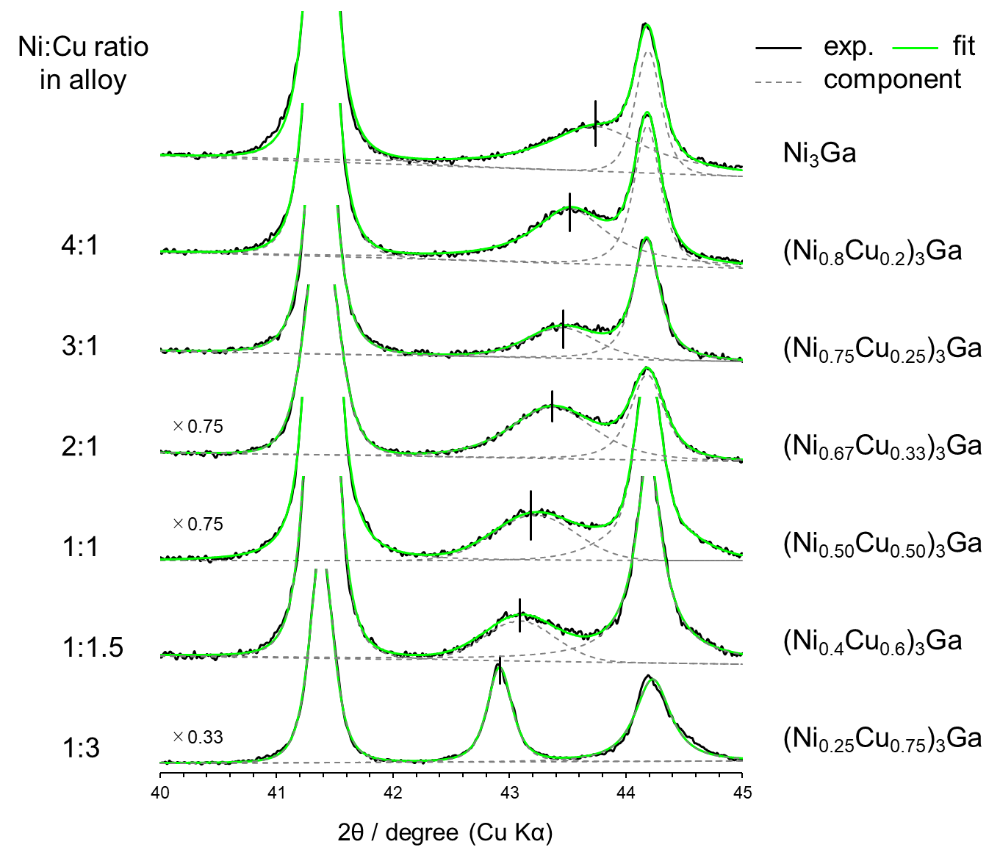 Ni:Cu ratio
in alloy
exp. fit
component
Ni₃Ga
4:1 (Ni₀.₈Cu₀.₂)₃Ga
3:1 (Ni₀.₇₅Cu₀.₂₅)₃Ga
×0.75
2:1 (Ni₀.₆₇Cu₀.₃₃)₃Ga
×0.75
1:1 (Ni₀.₅₀Cu₀.₅₀)₃Ga
1:1.5 (Ni₀.₄Cu₀.₆)₃Ga
×0.33
1:3 (Ni₀.₂₅Cu₀.₇₅)₃Ga
40 41 42 43 44 45
2θ / degree (Cu Kα)